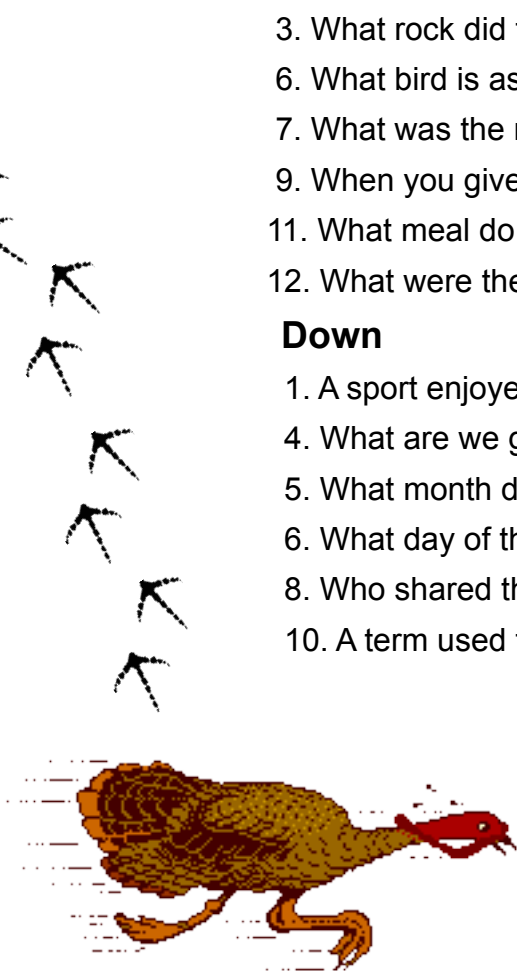 3. What rock did
6. What bird is as
7. What was the
9. When you give
11. What meal do
12. What were the
Down
1. A sport enjoye
4. What are we g
5. What month d
6. What day of th
8. Who shared th
10. A term used